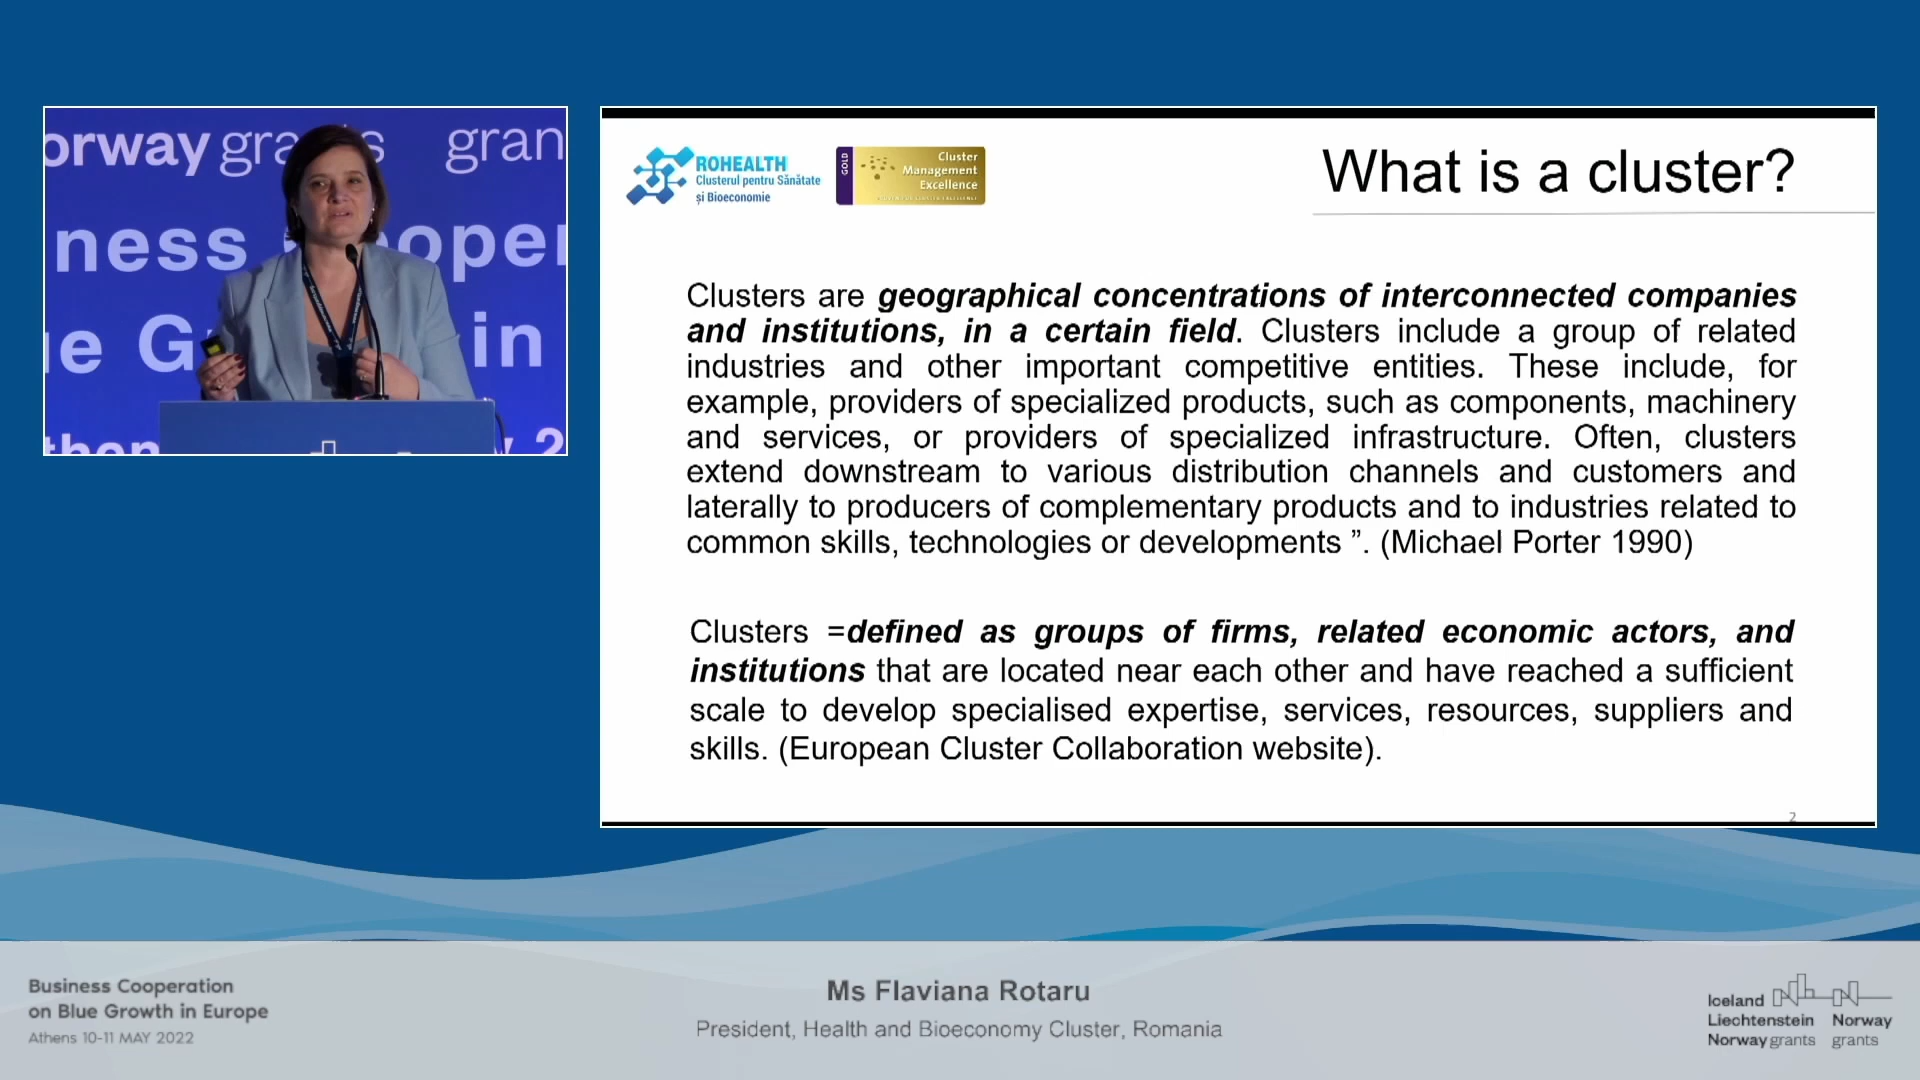 orway grants gran
ness Cooper
ue G in
then y 2
ROHEALTH
Clusterul pentru Sănătate
și Bioeconomie
GOLD
Cluster
Management
Excellence
What is a cluster?
Clusters are geographical concentrations of interconnected companies
and institutions, in a certain field. Clusters include a group of related
industries and other important competitive entities. These include, for
example, providers of specialized products, such as components, machinery
and services, or providers of specialized infrastructure. Often, clusters
extend downstream to various distribution channels and customers and
laterally to producers of complementary products and to industries related to
common skills, technologies or developments ”. (Michael Porter 1990)
Clusters =defined as groups of firms, related economic actors, and
institutions that are located near each other and have reached a sufficient
scale to develop specialised expertise, services, resources, suppliers and
skills. (European Cluster Collaboration website).
2
Business Cooperation
on Blue Growth in Europe
Athens 10-11 MAY 2022
Ms Flaviana Rotaru
President, Health and Bioeconomy Cluster, Romania
Iceland
Liechtenstein Norway
Norway grants grants